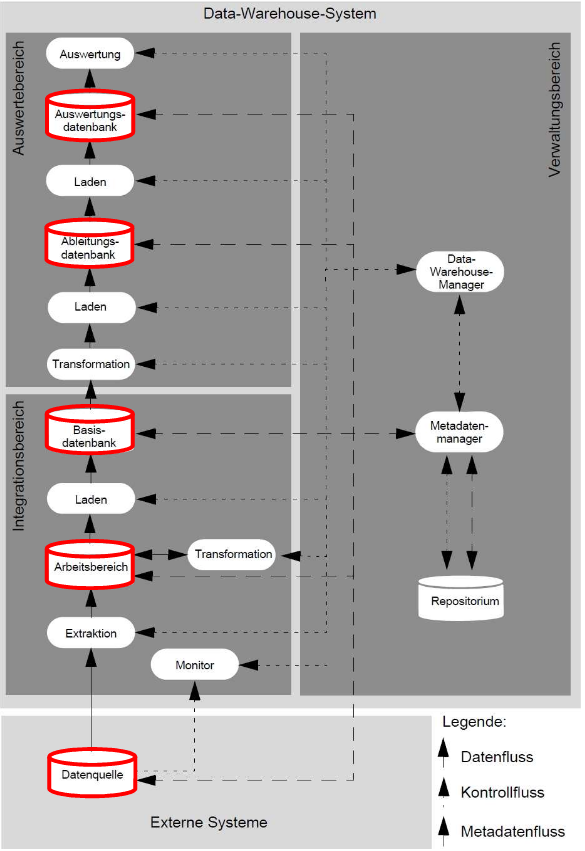 Data-Warehouse-System
Auswertebereich
Auswertung
Auswertungs-
datenbank
Laden
Ableitungs-
datenbank
Laden
Transformation
Integrationsbereich
Basis-
datenbank
Laden
Arbeitsbereich
Transformation
Extraktion
Monitor
Verwaltungsbereich
Data-
Warehouse-
Manager
Metadaten-
manager
Repositorium
Datenquelle
Externe Systeme
Legende:
Datenfluss
Kontrollfluss
Metadatenfluss